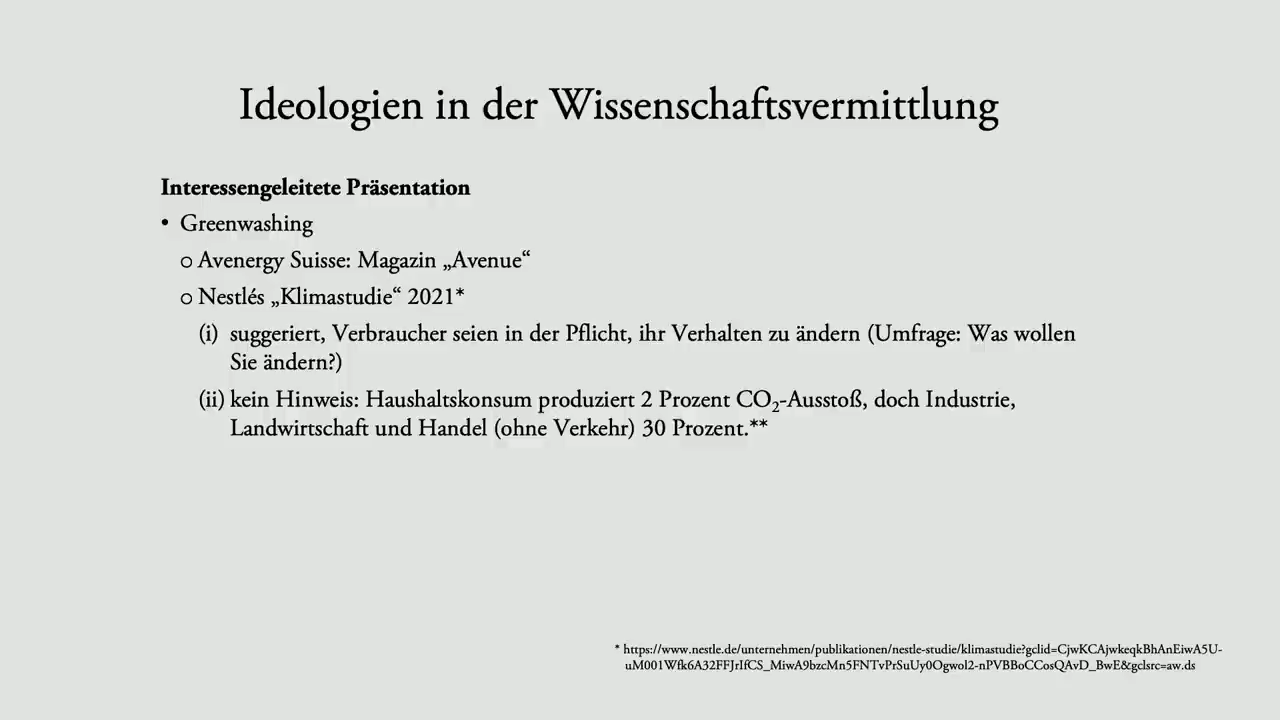 Ideologien in der Wissenschaftsvermittlung
Interessengeleitete Präsentation
• Greenwashing
o Avenergy Suisse: Magazin „Avenue“
o Nestlés „Klimastudie“ 2021*
(i) suggeriert, Verbraucher seien in der Pflicht, ihr Verhalten zu ändern (Umfrage: Was wollen
Sie ändern?)
(ii) kein Hinweis: Haushaltskonsum produziert 2 Prozent CO₂-Ausstoß, doch Industrie,
Landwirtschaft und Handel (ohne Verkehr) 30 Prozent.**
* https://www.nestle.de/unternehmen/publikationen/nestle-studie/klimastudie?gclid=CjwKCAjwkeqkBhAnEiwA5U-
uM001Wfk6A32FFJrIfCS_MiwA9bzcMn5FNTvPrSuUy0Ogwol2-nPVBBoCCosQAvD_BwE&gclsrc=aw.ds